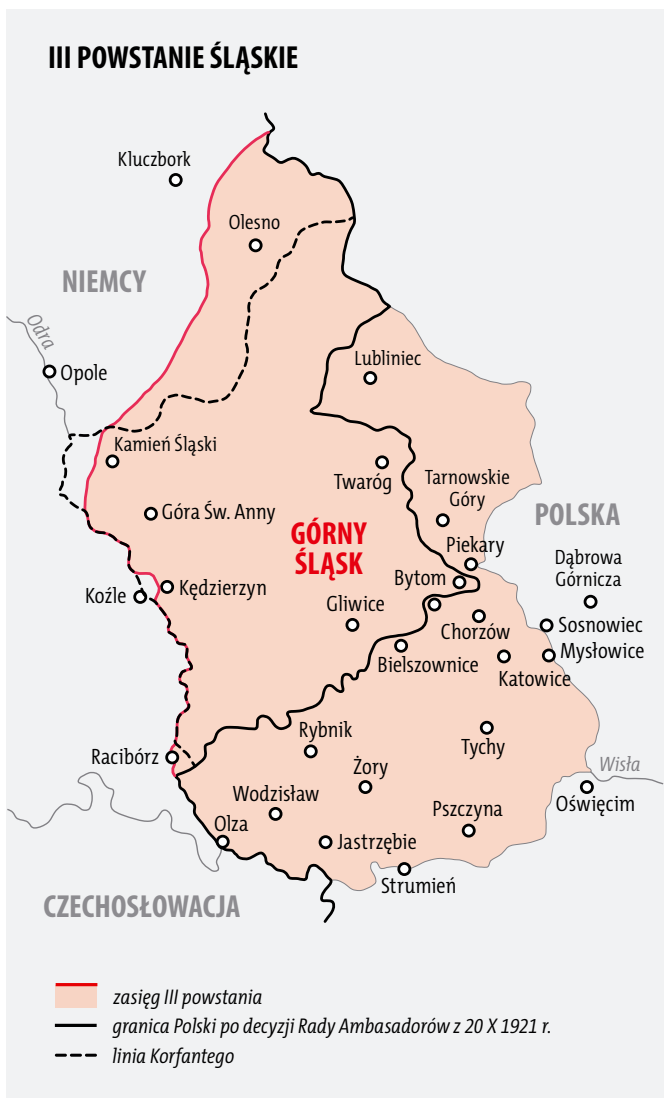 III POWSTANIE ŚLĄSKIE
Kluczbork
Olesno
NIEMCY
Odra
Opole
Lubliniec
Kamień Śląski
Twaróg
Tarnowskie
Góry
Góra Św. Anny
POLSKA
GÓRNY
ŚLĄSK
Piekary
Dąbrowa
Górnicza
Bytom
Koźle
Kędzierzyn
Gliwice
Chorzów
Sosnowiec
Mysłowice
Bielszownice
Katowice
Rybnik
Racibórz
Tychy
Żory
Wisła
Wodzisław
Pszczyna
Oświęcim
Olza
Jastrzębie
Strumień
CZECHOSŁOWACJA
zasięg III powstania
granica Polski po decyzji Rady Ambasadorów z 20 X 1921 r.
linia Korfantego